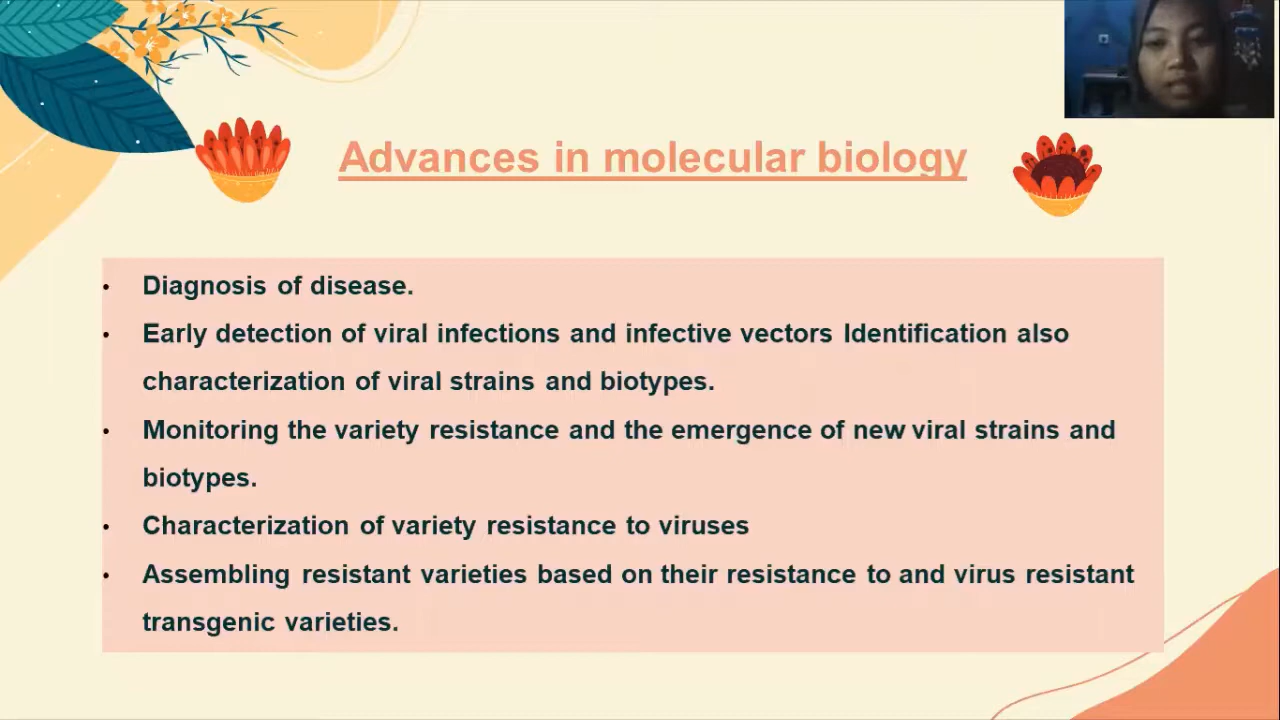 Advances in molecular biology
• Diagnosis of disease.
• Early detection of viral infections and infective vectors Identification also
characterization of viral strains and biotypes.
• Monitoring the variety resistance and the emergence of new viral strains and
biotypes.
• Characterization of variety resistance to viruses
• Assembling resistant varieties based on their resistance to and virus resistant
transgenic varieties.